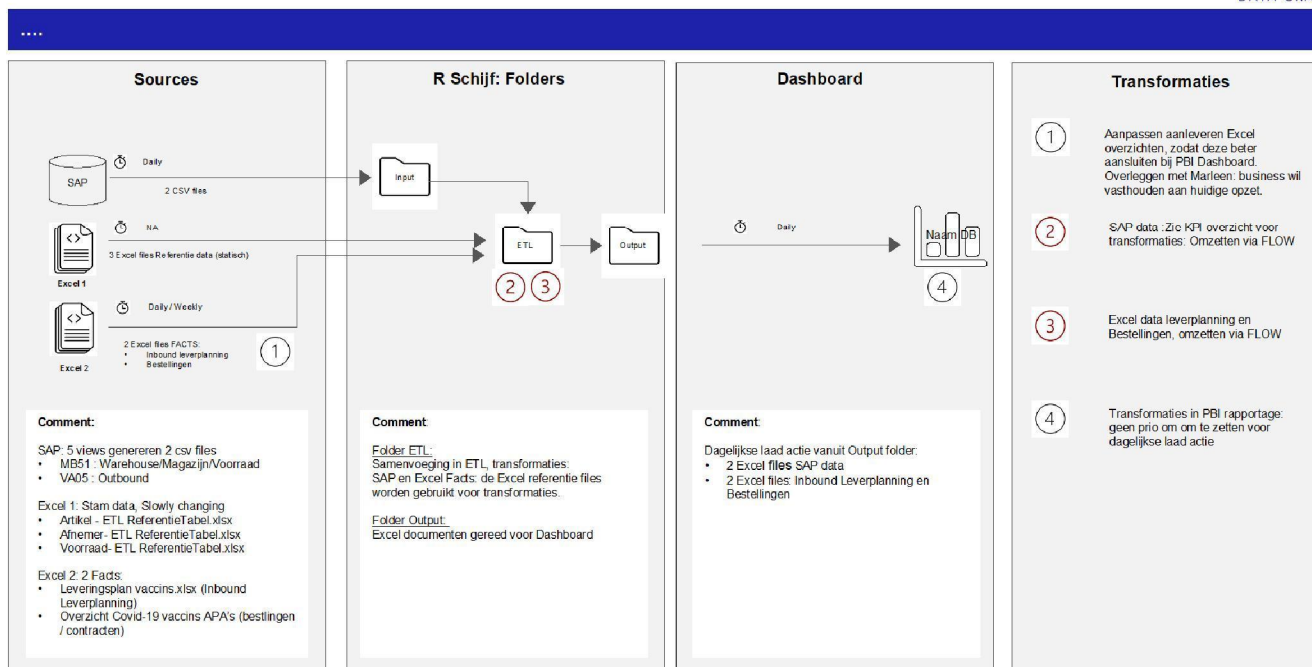 ....
Sources
SAP
Daily
2 CSV files
NA
3 Excel files Referentie data (statisch)
Excel 1
Daily / Weekly
2 Excel files FACTS:
• Inbound leverplanning
• Bestellingen
1
Excel 2
Comment:
SAP: 5 views genereren 2 csv files
• MB51 : Warehouse/Magazijn/Voorraad
• VA05 : Outbound
Excel 1: Stam data, Slowly changing
• Artikel - ETL ReferentieTabel.xlsx
• Afnemer- ETL ReferentieTabel.xlsx
• Voorraad- ETL ReferentieTabel.xlsx
Excel 2: 2 Facts:
• Leveringsplan vaccins.xlsx (Inbound
Leverplanning)
• Overzicht Covid-19 vaccins APA's (bestlingen
/ contracten)
R Schijf: Folders
Input
ETL
Output
2 3
Comment:
Folder ETL:
Samenvoeging in ETL, transformaties:
SAP en Excel Facts: de Excel referentie files
worden gebruikt voor transformaties.
Folder Output:
Excel documenten gereed voor Dashboard
Dashboard
Daily
Naam DB
4
Comment:
Dagelijkse laad actie vanuit Output folder:
• 2 Excel files SAP data
• 2 Excel files: Inbound Leverplanning en
Bestellingen
Transformaties
1
Aanpassen aanleveren Excel
overzichten, zodat deze beter
aansluiten bij PBI Dashboard.
Overleggen met Marleen: business wil
vasthouden aan huidige opzet.
2
SAP data :Zie KPI overzicht voor
transformaties: Omzetten via FLOW
3
Excel data leverplanning en
Bestellingen, omzetten via FLOW
4
Transformaties in PBI rapportage:
geen prio om om te zetten voor
dagelijkse laad actie